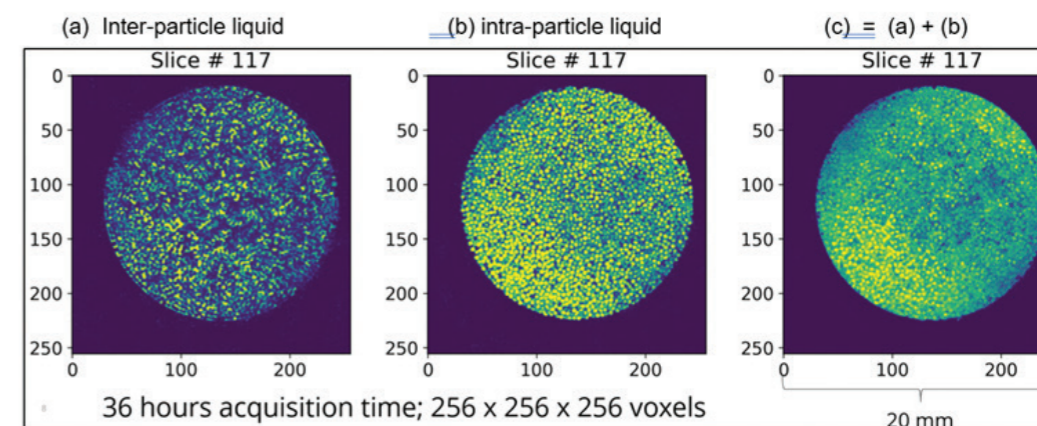 (a) Inter-particle liquid
(b) intra-particle liquid
(c) = (a) + (b)
Slice # 117
Slice # 117
Slice # 117
0
50
100
150
200
250
0 100 200
0
50
100
150
200
250
0 100 200
0
50
100
150
200
250
0 100 200
36 hours acquisition time; 256 x 256 x 256 voxels
20 mm